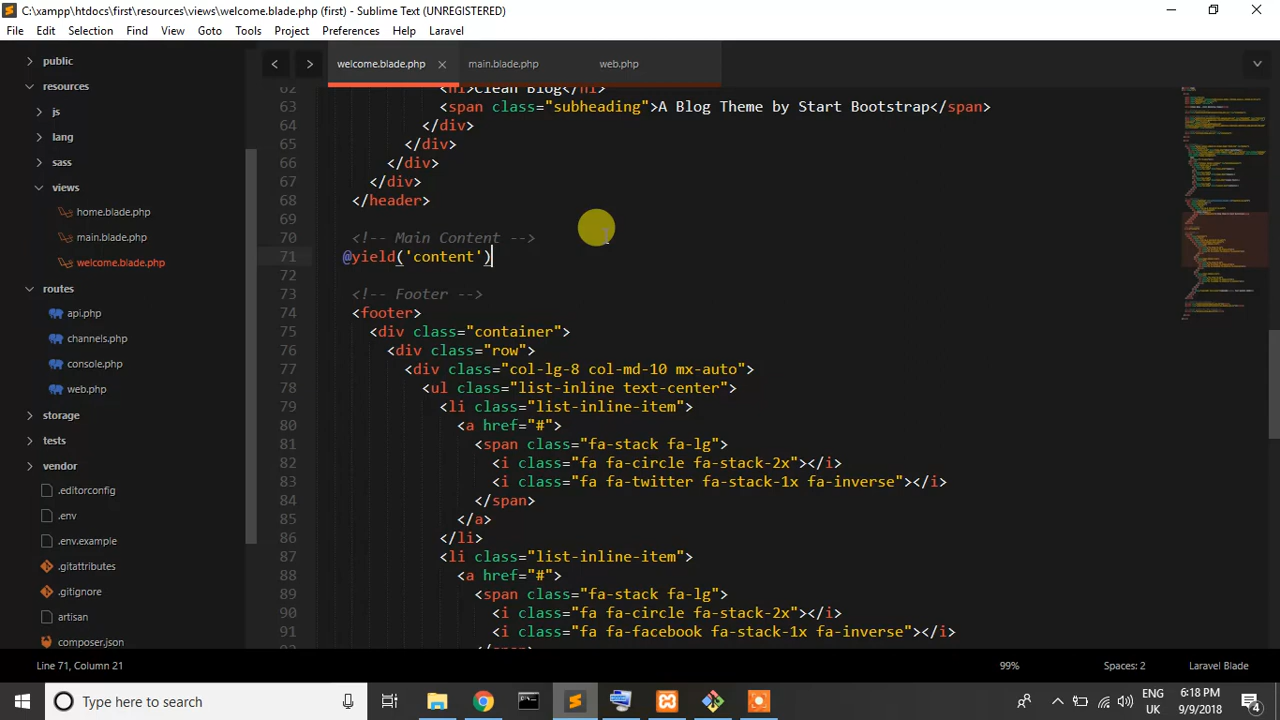 C:\xampp\htdocs\first\resources\views\welcome.blade.php (first) - Sublime Text (UNREGISTERED)
File Edit Selection Find View Goto Tools Project Preferences Help Laravel
public
resources
js
lang
sass
views
home.blade.php
main.blade.php
welcome.blade.php
routes
api.php
channels.php
console.php
web.php
storage
tests
vendor
.editorconfig
.env
.env.example
.gitattributes
.gitignore
artisan
composer.json
welcome.blade.php main.blade.php web.php
62 <h1>Clean Blog</h1>
63 <span class="subheading">A Blog Theme by Start Bootstrap</span>
64 </div>
65 </div>
66 </div>
67 </div>
68 </header>
69
70 <!-- Main Content -->
71 @yield('content')
72
73 <!-- Footer -->
74 <footer>
75 <div class="container">
76 <div class="row">
77 <div class="col-lg-8 col-md-10 mx-auto">
78 <ul class="list-inline text-center">
79 <li class="list-inline-item">
80 <a href="#">
81 <span class="fa-stack fa-lg">
82 <i class="fa fa-circle fa-stack-2x"></i>
83 <i class="fa fa-twitter fa-stack-1x fa-inverse"></i>
84 </span>
85 </a>
86 </li>
87 <li class="list-inline-item">
88 <a href="#">
89 <span class="fa-stack fa-lg">
90 <i class="fa fa-circle fa-stack-2x"></i>
91 <i class="fa fa-facebook fa-stack-1x fa-inverse"></i>
Line 71, Column 21 99% Spaces: 2 Laravel Blade
Type here to search
ENG
UK
6:18 PM
9/9/2018
4